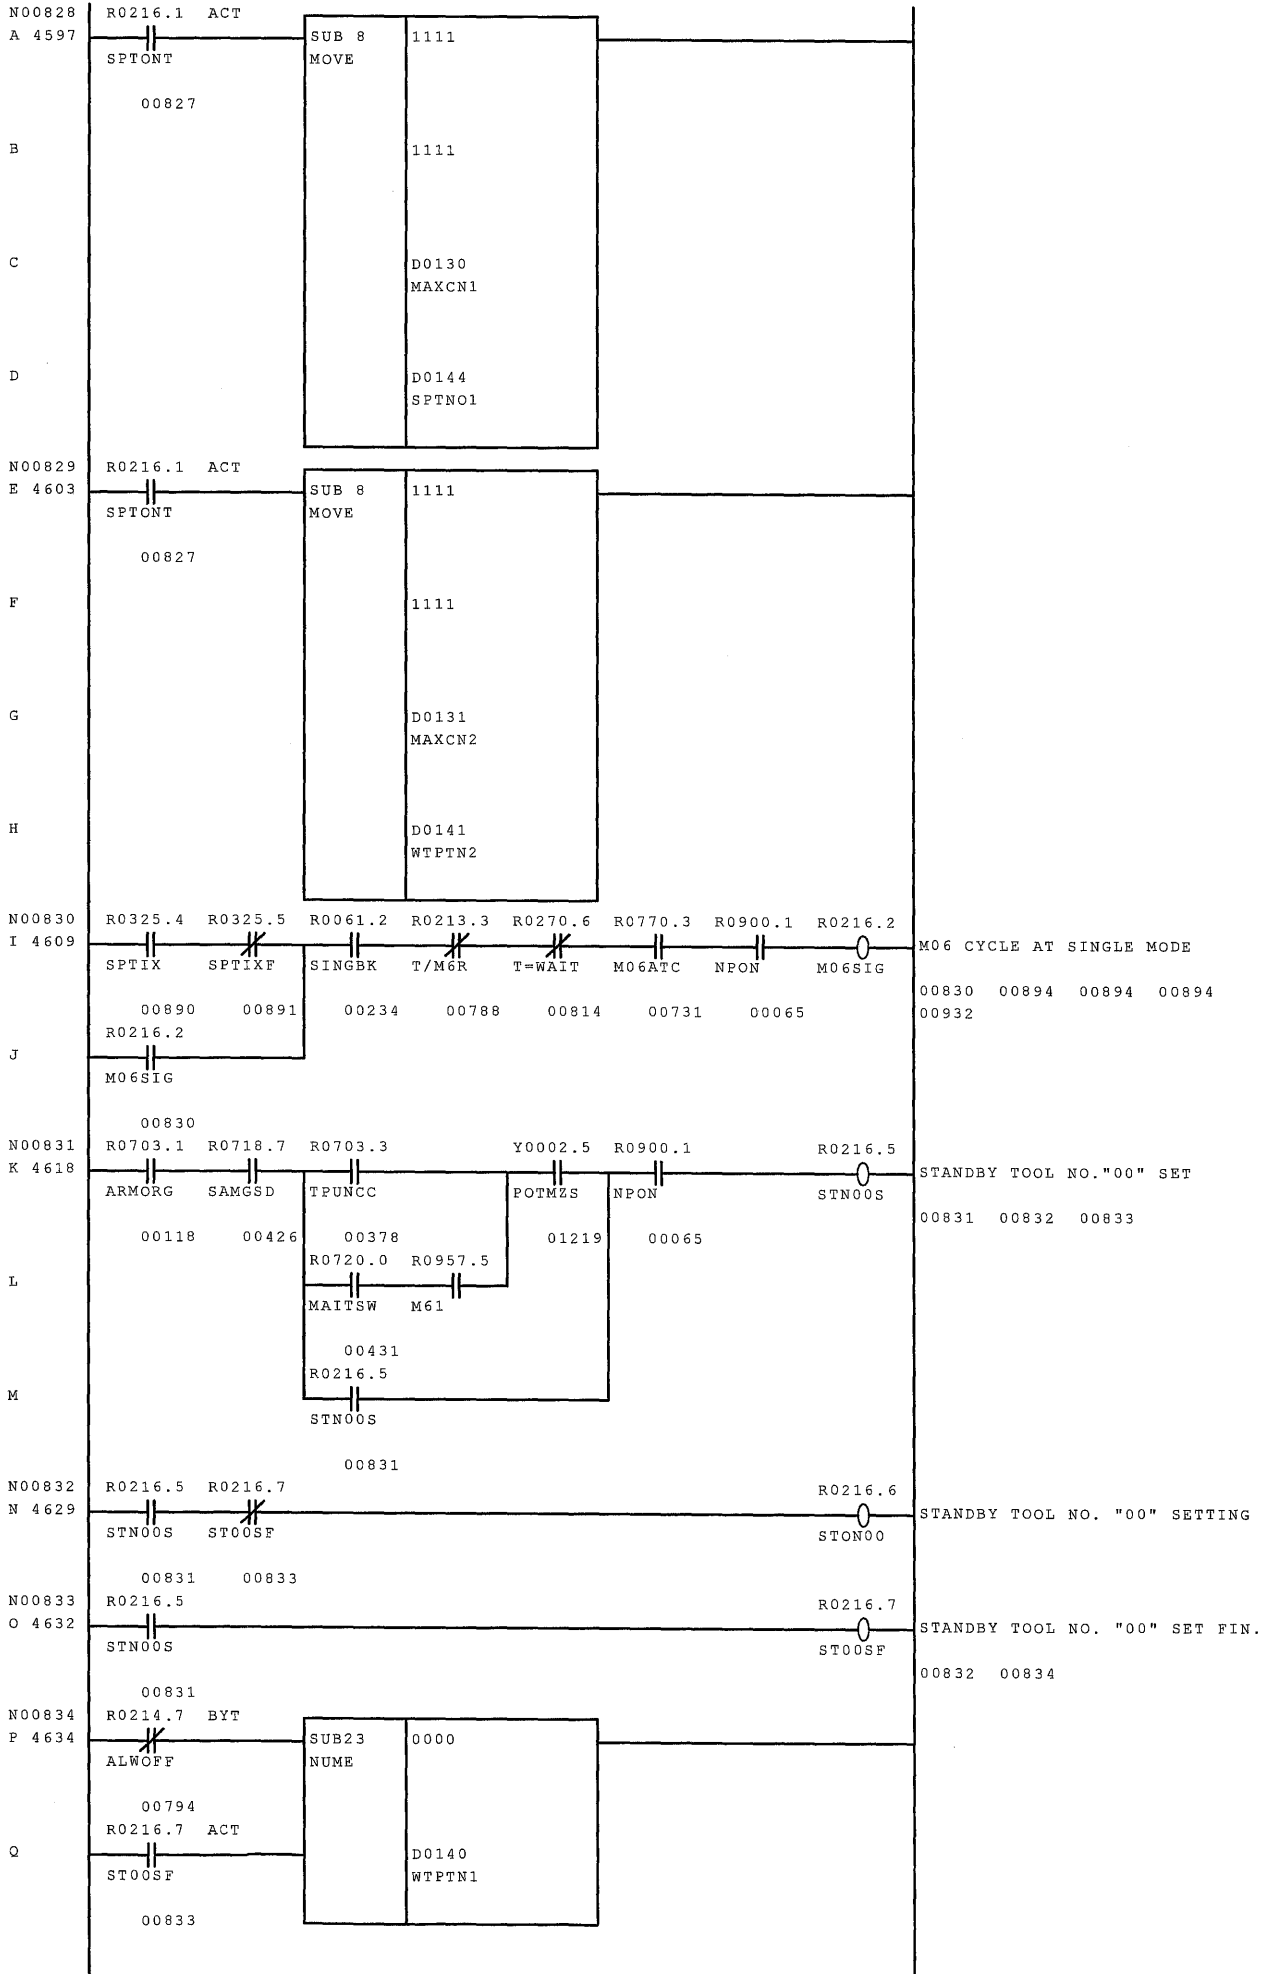 N00828 R0216.1 ACT
A 4597 SUB 8 1111
SPTONT MOVE
00827
B 1111
C D0130
MAXCN1
D D0144
SPTNO1
N00829 R0216.1 ACT
E 4603 SUB 8 1111
SPTONT MOVE
00827
F 1111
G D0131
MAXCN2
H D0141
WTPTN2
N00830 R0325.4 R0325.5 R0061.2 R0213.3 R0270.6 R0770.3 R0900.1 R0216.2
I 4609 M06 CYCLE AT SINGLE MODE
SPTIX SPTIXF SINGBK T/M6R T=WAIT M06ATC NPON M06SIG
00830 00894 00894 00894
00890 00891 00234 00788 00814 00731 00065 00932
R0216.2
J
M06SIG
00830
N00831 R0703.1 R0718.7 R0703.3 Y0002.5 R0900.1 R0216.5
K 4618 STANDBY TOOL NO."00" SET
ARMORG SAMGSD TPUNCC POTMZS NPON STN00S
00831 00832 00833
00118 00426 00378 01219 00065
R0720.0 R0957.5
L
MAITSW M61
00431
R0216.5
M
STN00S
00831
N00832 R0216.5 R0216.7 R0216.6
N 4629 STANDBY TOOL NO. "00" SETTING
STN00S ST00SF STON00
00831 00833
N00833 R0216.5 R0216.7
O 4632 STANDBY TOOL NO. "00" SET FIN.
STN00S ST00SF
00832 00834
00831
N00834 R0214.7 BYT
P 4634 SUB23 0000
ALWOFF NUME
00794
R0216.7 ACT
Q D0140
ST00SF WTPTN1
00833